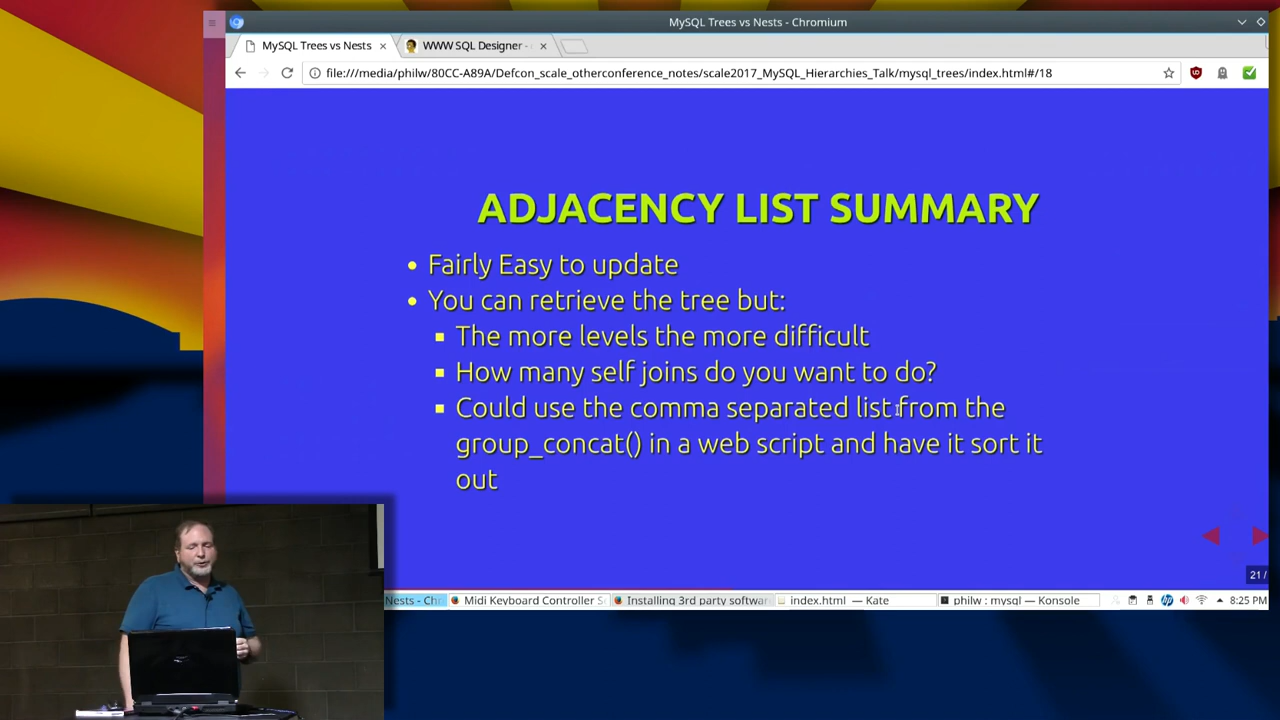 MySQL Trees vs Nests - Chromium
MySQL Trees vs Nests
WWW SQL Designer -
file:///media/philw/80CC-A89A/Defcon_scale_otherconference_notes/scale2017_MySQL_Hierarchies_Talk/mysql_trees/index.html#/18
ADJACENCY LIST SUMMARY
Fairly Easy to update
You can retrieve the tree but:
The more levels the more difficult
How many self joins do you want to do?
Could use the comma separated list from the
group_concat() in a web script and have it sort it
out
21 /
Nests - Chr
Midi Keyboard Controller S
Installing 3rd party softwar
index.html — Kate
philw : mysql — Konsole
hp
8:25 PM